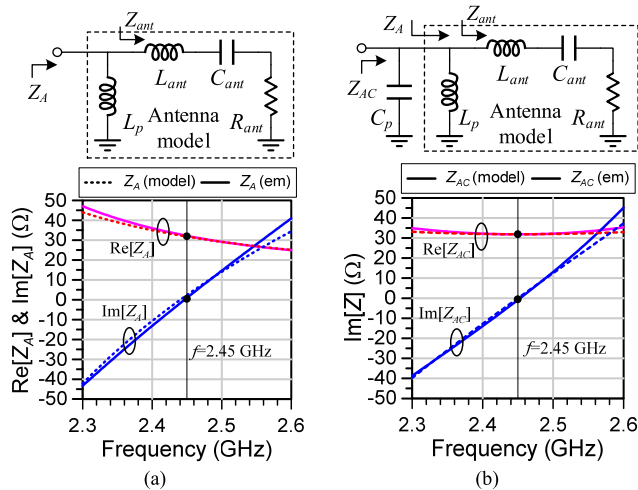 Z_ant
Z_A
L_ant
C_ant
L_p
Antenna model
R_ant
Z_A (model)
Z_A (em)
Re[Z_A] & Im[Z_A] (Ω)
50
40
30
20
10
0
-10
-20
-30
-40
-50
Re[Z_A]
Im[Z_A]
f=2.45 GHz
2.3
2.4
2.5
2.6
Frequency (GHz)
(a)
Z_A
Z_ant
Z_AC
C_p
L_p
L_ant
C_ant
Antenna model
R_ant
Z_AC (model)
Z_AC (em)
Im[Z] (Ω)
50
40
30
20
10
0
-10
-20
-30
-40
-50
Re[Z_AC]
Im[Z_AC]
f=2.45 GHz
2.3
2.4
2.5
2.6
Frequency (GHz)
(b)